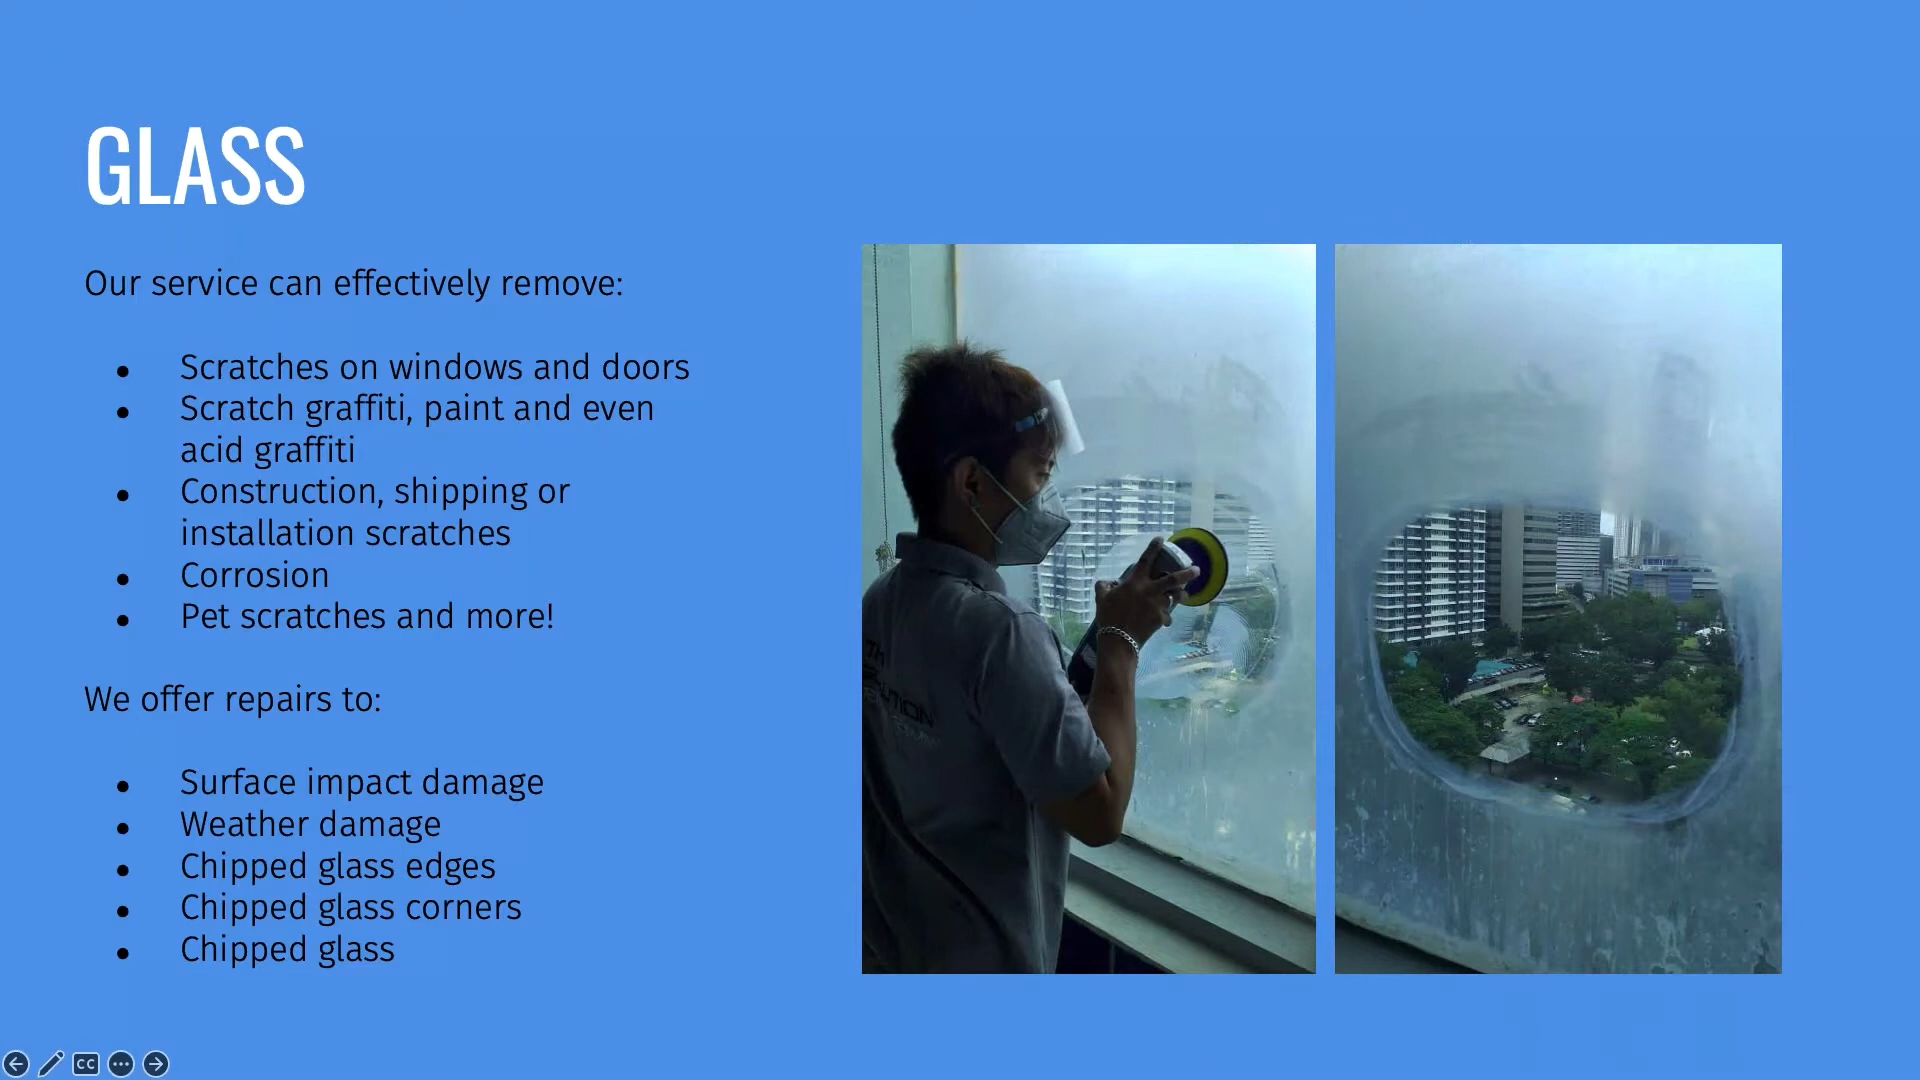 GLASS
Our service can effectively remove:
● Scratches on windows and doors
● Scratch graffiti, paint and even
acid graffiti
● Construction, shipping or
installation scratches
● Corrosion
● Pet scratches and more!
We offer repairs to:
● Surface impact damage
● Weather damage
● Chipped glass edges
● Chipped glass corners
● Chipped glass
CC